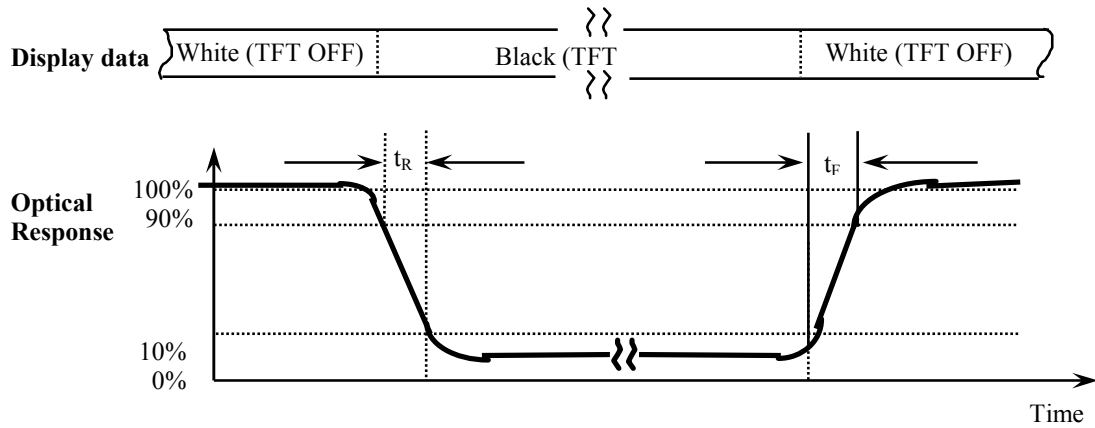 Display data
White (TFT OFF)
Black (TFT
White (TFT OFF)
tR
tF
100%
90%
Optical
Response
10%
0%
Time